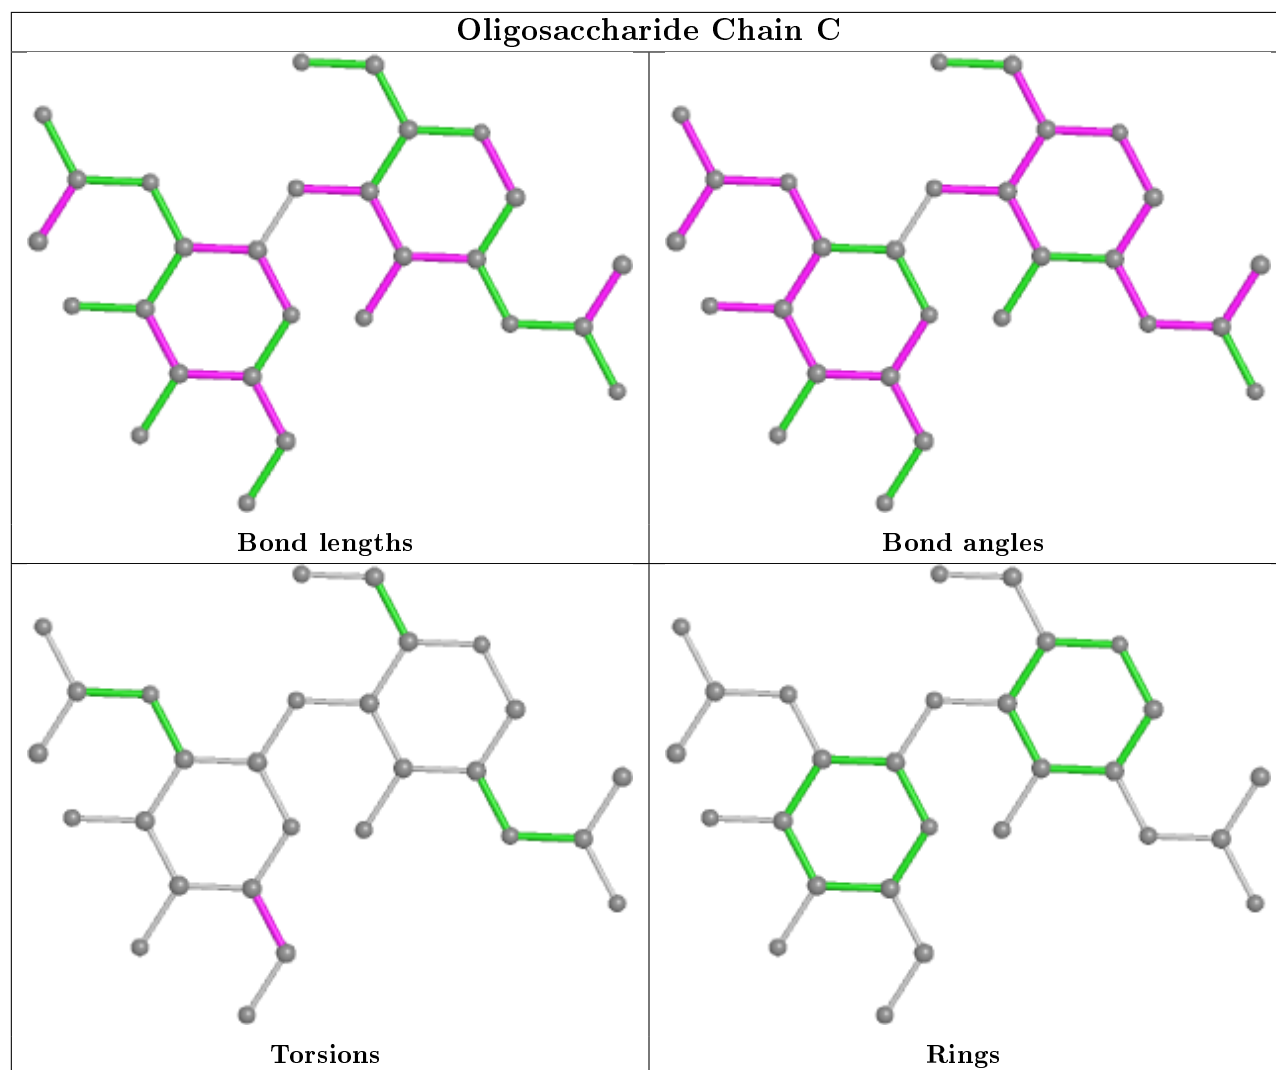 Oligosaccharide Chain C
Bond lengths
Bond angles
Torsions
Rings